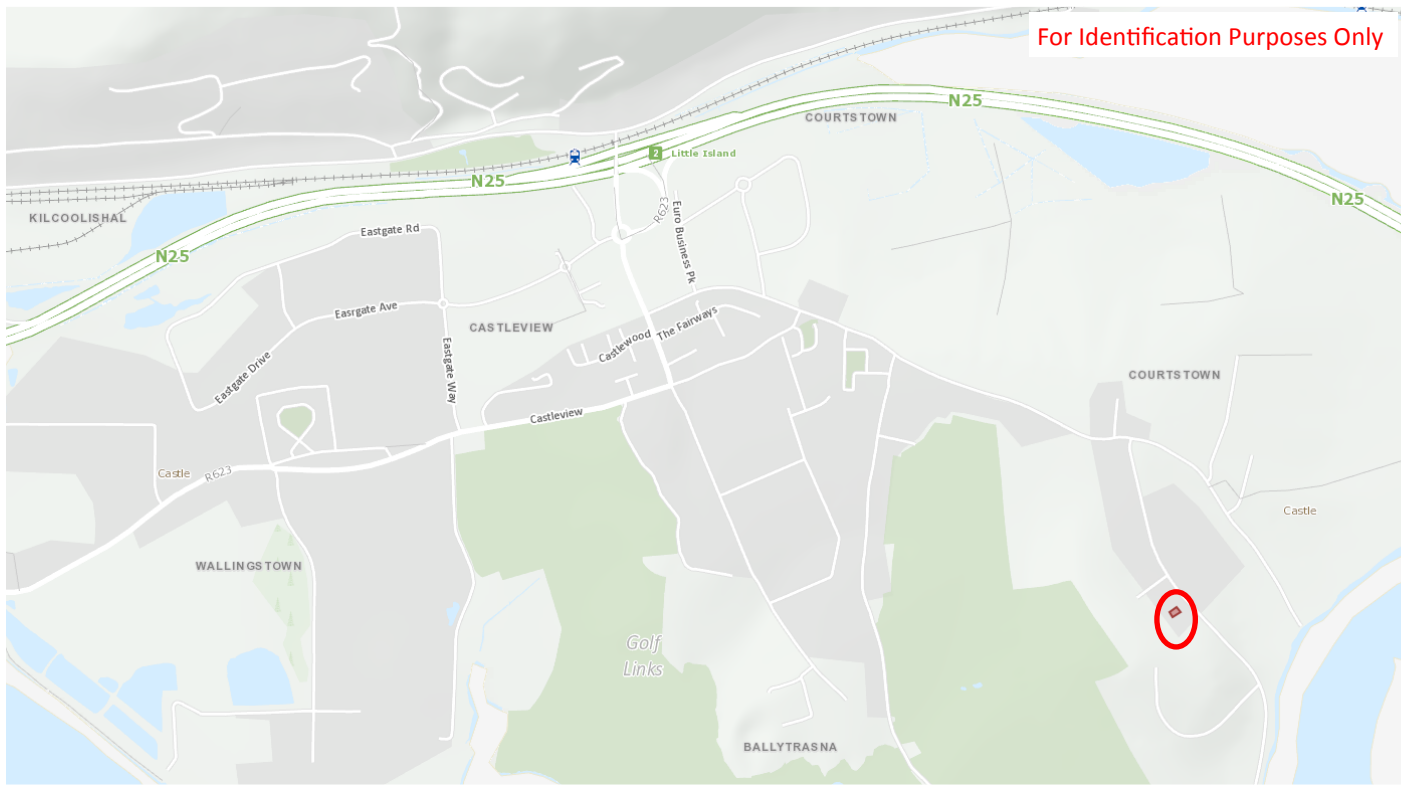 For Identification Purposes Only
N25
COURTSTOWN
2 Little Island
N25
N25
KILCOOLISHAL
R623
Euro Business Pk
Eastgate Rd
N25
Easrgate Ave
CASTLEVIEW
Castlewood
The Fairways
Eastgate Drive
Eastgate Way
COURTSTOWN
Castleview
Castle
R623
Castle
WALLINGSTOWN
Golf
Links
BALLYTRASNA